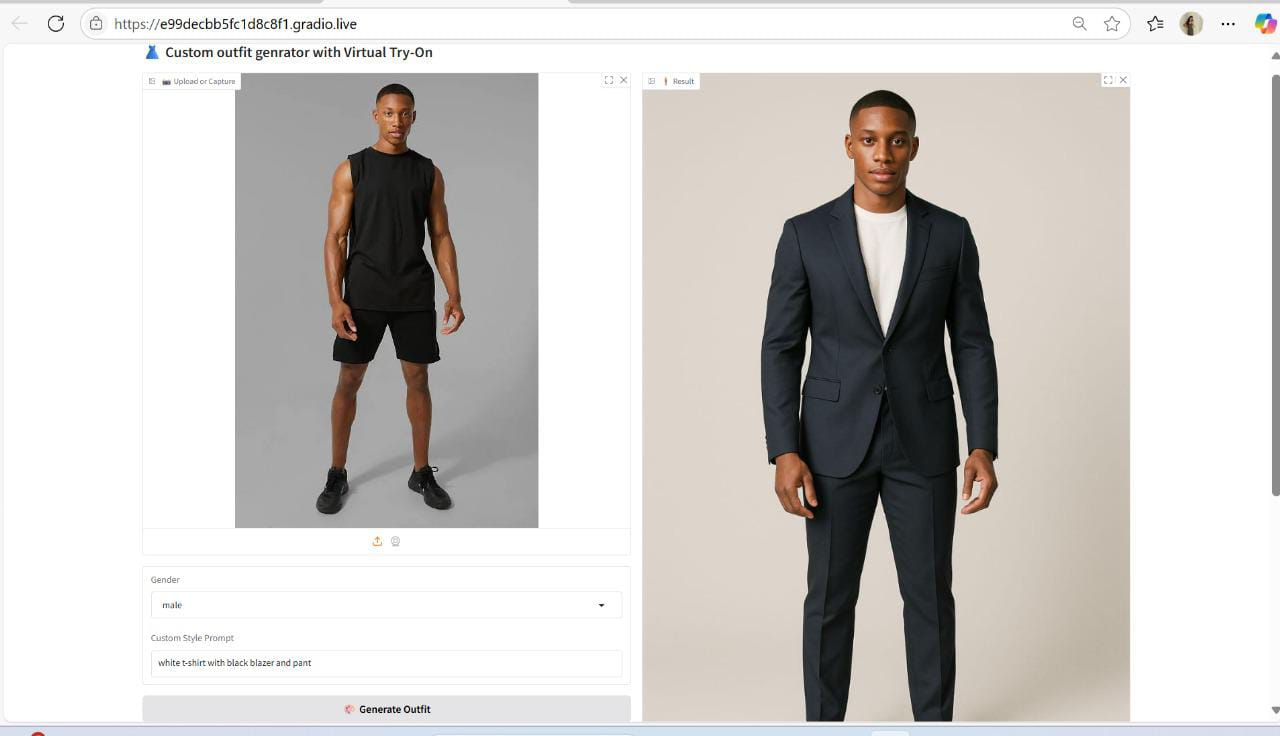 https://e99decbb5fc1d8c8f1.gradio.live
Custom outfit genrator with Virtual Try-On
Upload or Capture
Result
Gender
male
Custom Style Prompt
white t-shirt with black blazer and pant
Generate Outfit